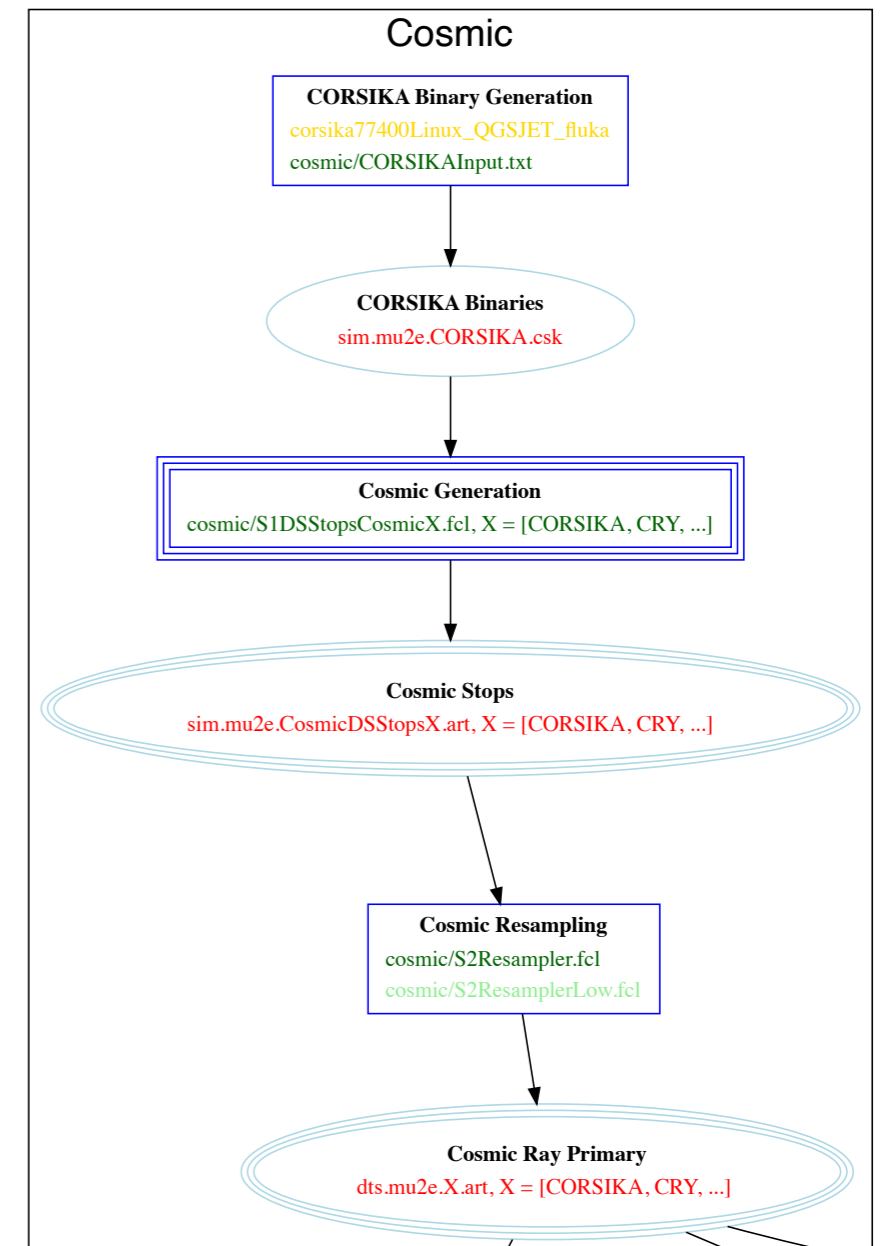 Cosmic
CORSIKA Binary Generation
corsika77400Linux_QGSJET_fluka
cosmic/CORSIKAInput.txt
CORSIKA Binaries
sim.mu2e.CORSIKA.csk
Cosmic Generation
cosmic/S1DSStopsCosmicX.fcl, X = [CORSIKA, CRY, ...]
Cosmic Stops
sim.mu2e.CosmicDSStopsX.art, X = [CORSIKA, CRY, ...]
Cosmic Resampling
cosmic/S2Resampler.fcl
cosmic/S2ResamplerLow.fcl
Cosmic Ray Primary
dts.mu2e.X.art, X = [CORSIKA, CRY, ...]